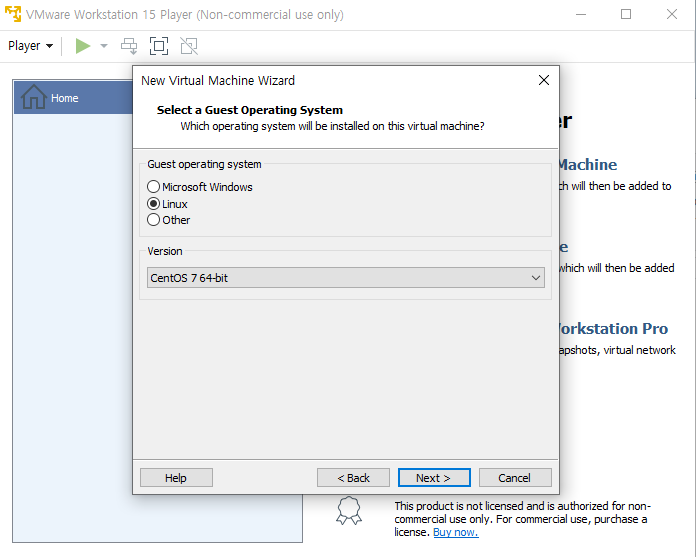 VMware Workstation 15 Player (Non-commercial use only)
Player
Home
New Virtual Machine Wizard
Select a Guest Operating System
Which operating system will be installed on this virtual machine?
Guest operating system
Microsoft Windows
Linux
Other
Version
CentOS 7 64-bit
Help
< Back
Next >
Cancel
er
Machine
ch will then be added to
e
which will then be added
orkstation Pro
apshots, virtual network
This product is not licensed and is authorized for non-
commercial use only. For commercial use, purchase a
license. Buy now.